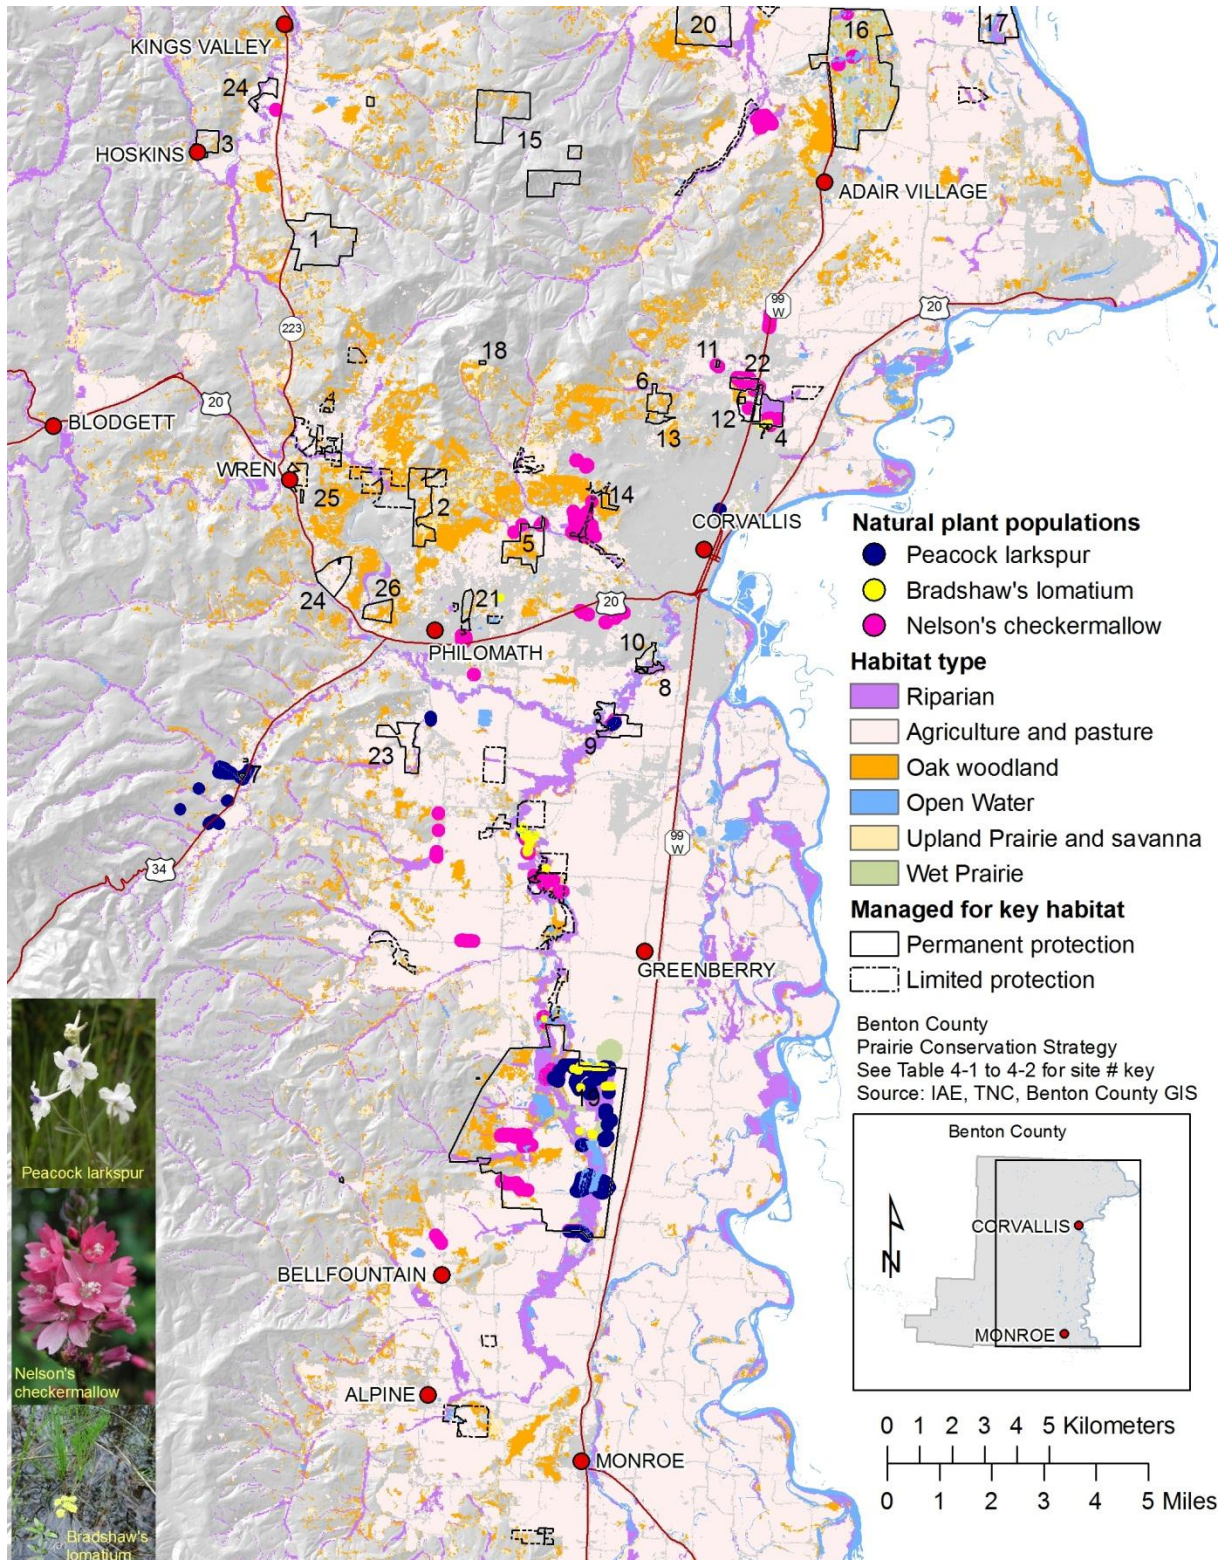 KINGS VALLEY
20
16
17
24
3
HOSKINS
15
ADAIR VILLAGE
1
99
W
20
223
18
11
22
6
20
BLODGETT
12
7
4
13
WREN
25
2
14
CORVALLIS
5
24
26
21
20
PHILOMATH
10
8
9
23
7
99
W
34
GREENBERRY
19
BELLFOUNTAIN
ALPINE
MONROE
Natural plant populations
Peacock larkspur
Bradshaw's lomatium
Nelson's checkermallow
Habitat type
Riparian
Agriculture and pasture
Oak woodland
Open Water
Upland Prairie and savanna
Wet Prairie
Managed for key habitat
Permanent protection
Limited protection
Benton County
Prairie Conservation Strategy
See Table 4-1 to 4-2 for site # key
Source: IAE, TNC, Benton County GIS
Benton County
CORVALLIS
N
MONROE
0 1 2 3 4 5 Kilometers
0 1 2 3 4 5 Miles
Peacock larkspur
Nelson's
checkermallow
Bradshaw's
lomatium